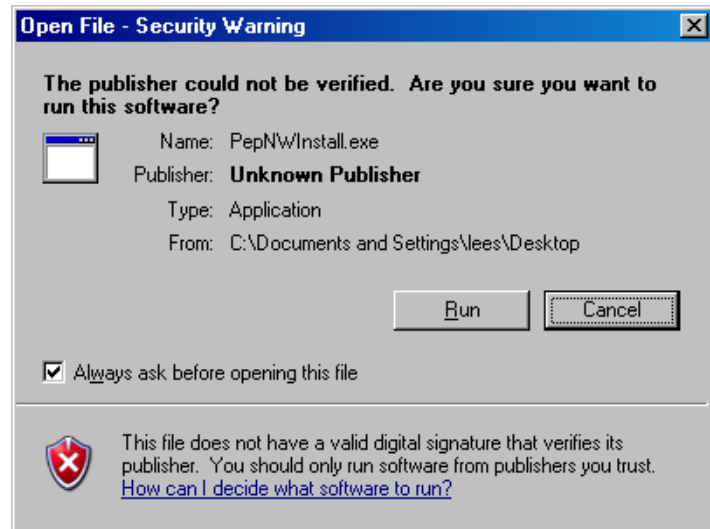 Open File - Security Warning
The publisher could not be verified.  Are you sure you want to
run this software?
Name: PepNWInstall.exe
Publisher: Unknown Publisher
Type: Application
From: C:\Documents and Settings\lees\Desktop
Run Cancel
Always ask before opening this file
This file does not have a valid digital signature that verifies its
publisher.  You should only run software from publishers you trust.
How can I decide what software to run?